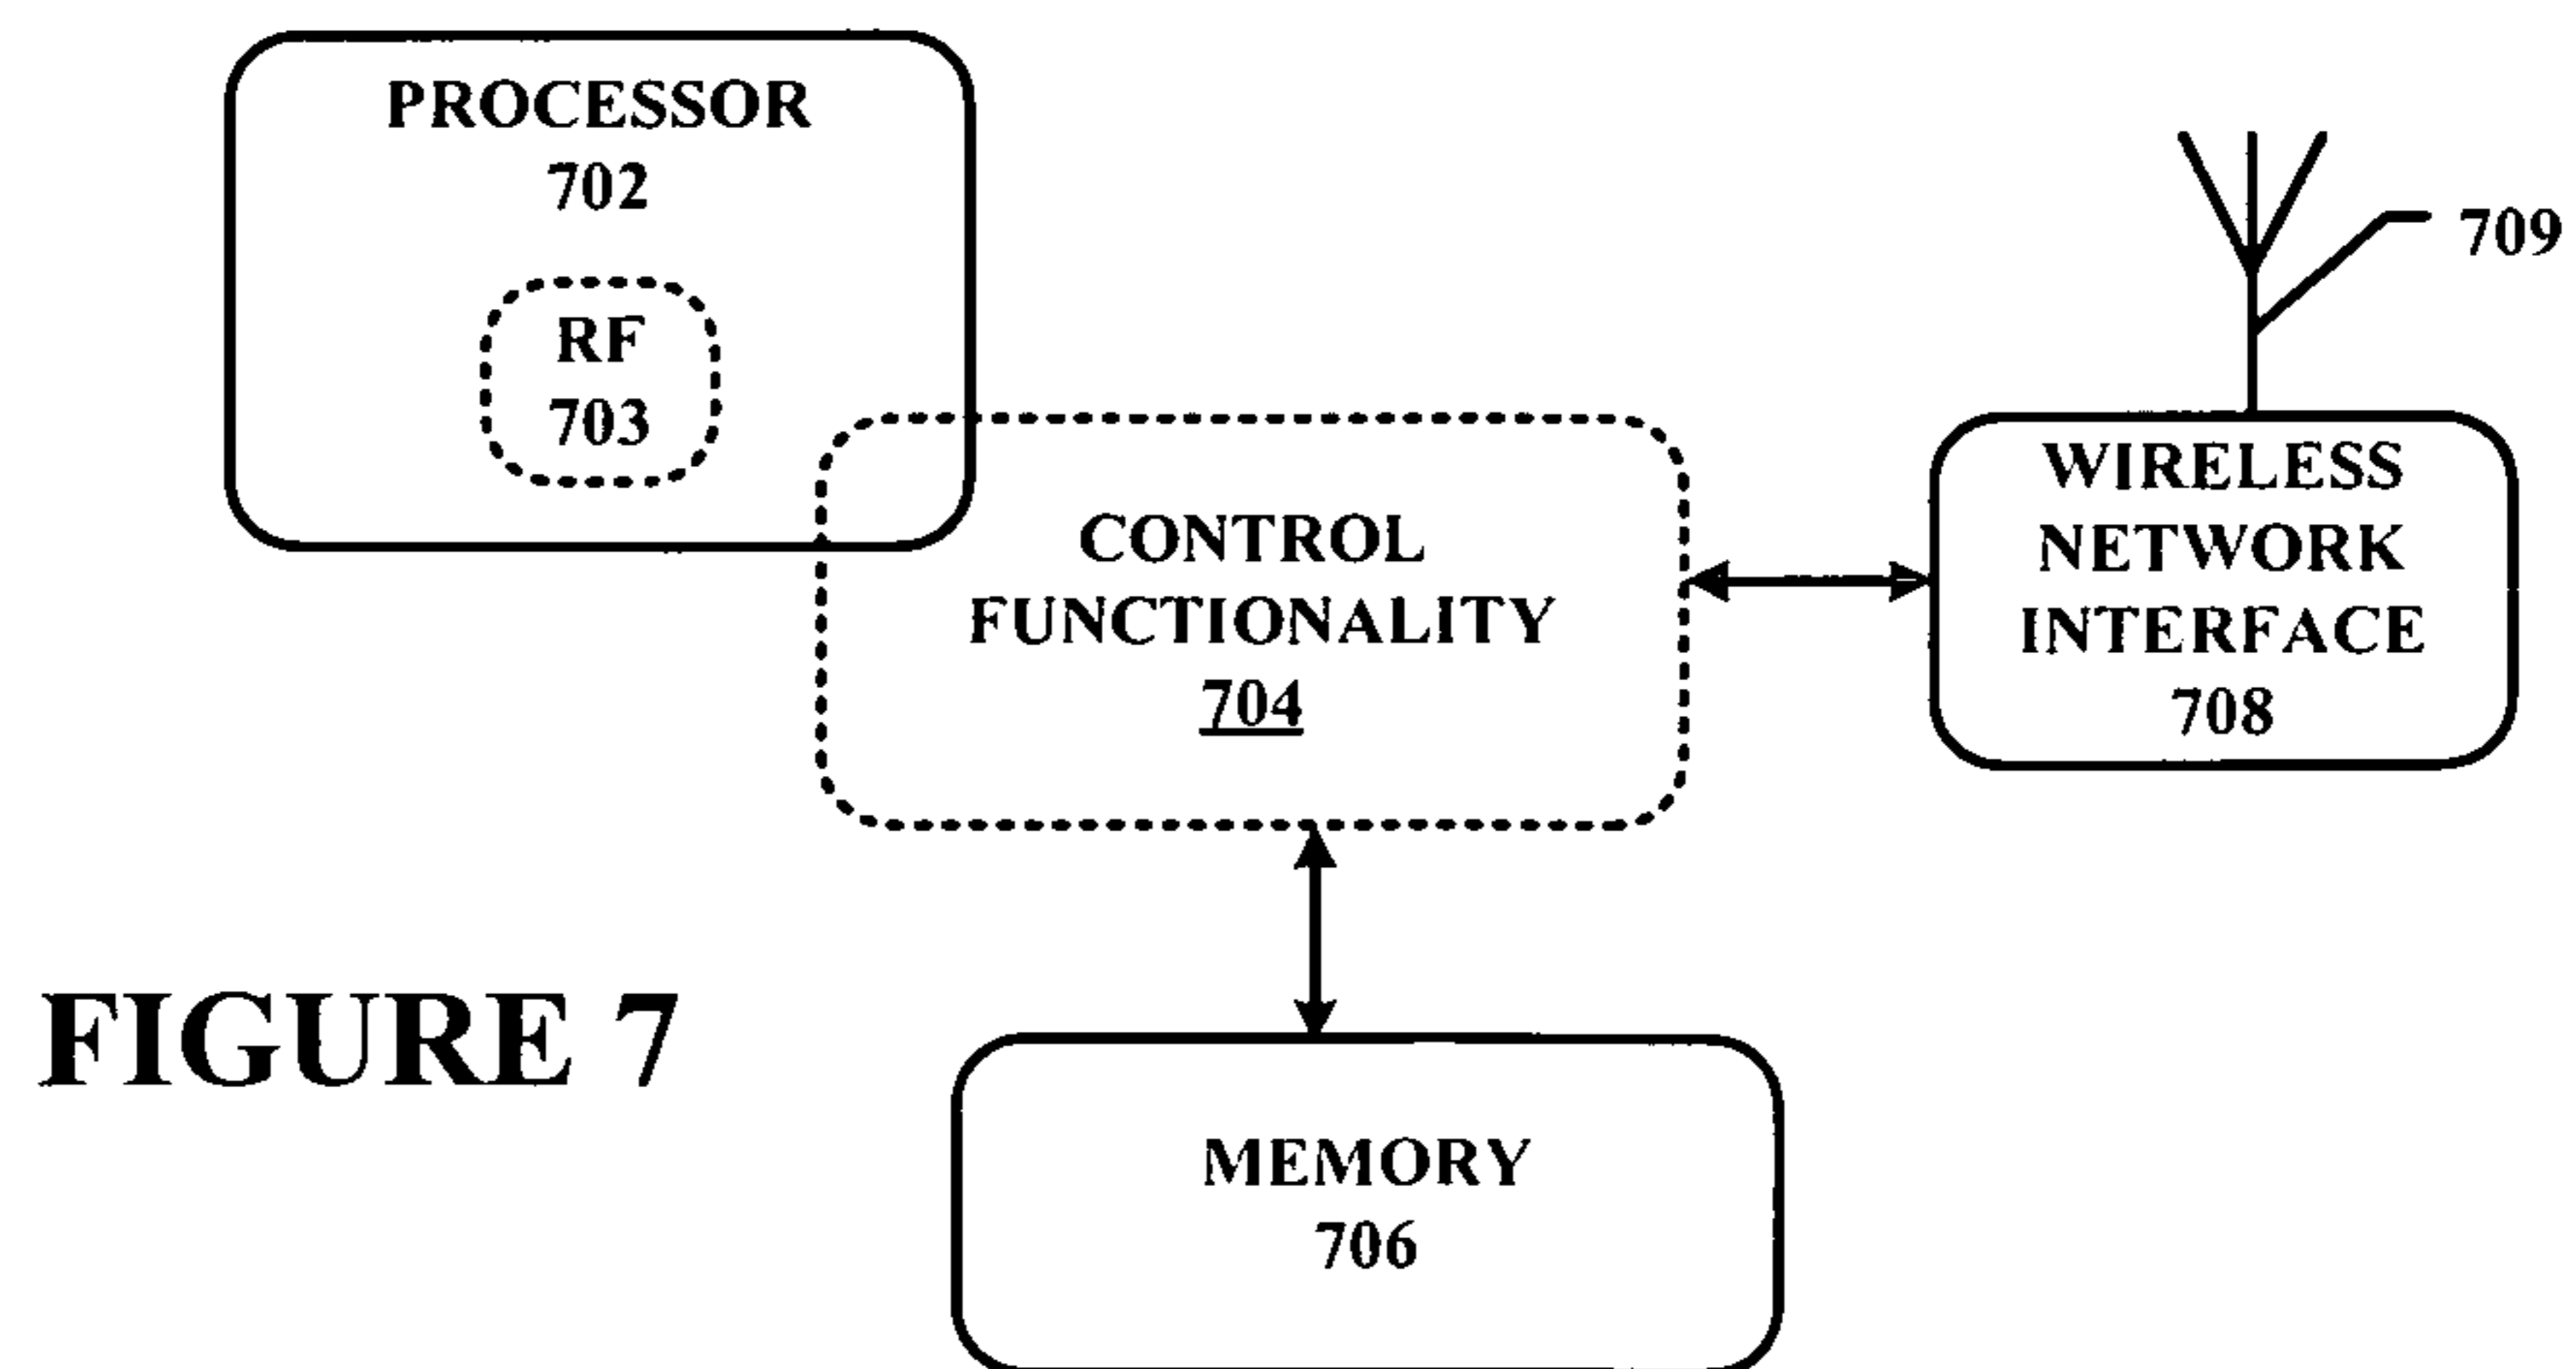 PROCESSOR
702
RF
703
709
CONTROL
FUNCTIONALITY
704
WIRELESS
NETWORK
INTERFACE
708
FIGURE 7
MEMORY
706